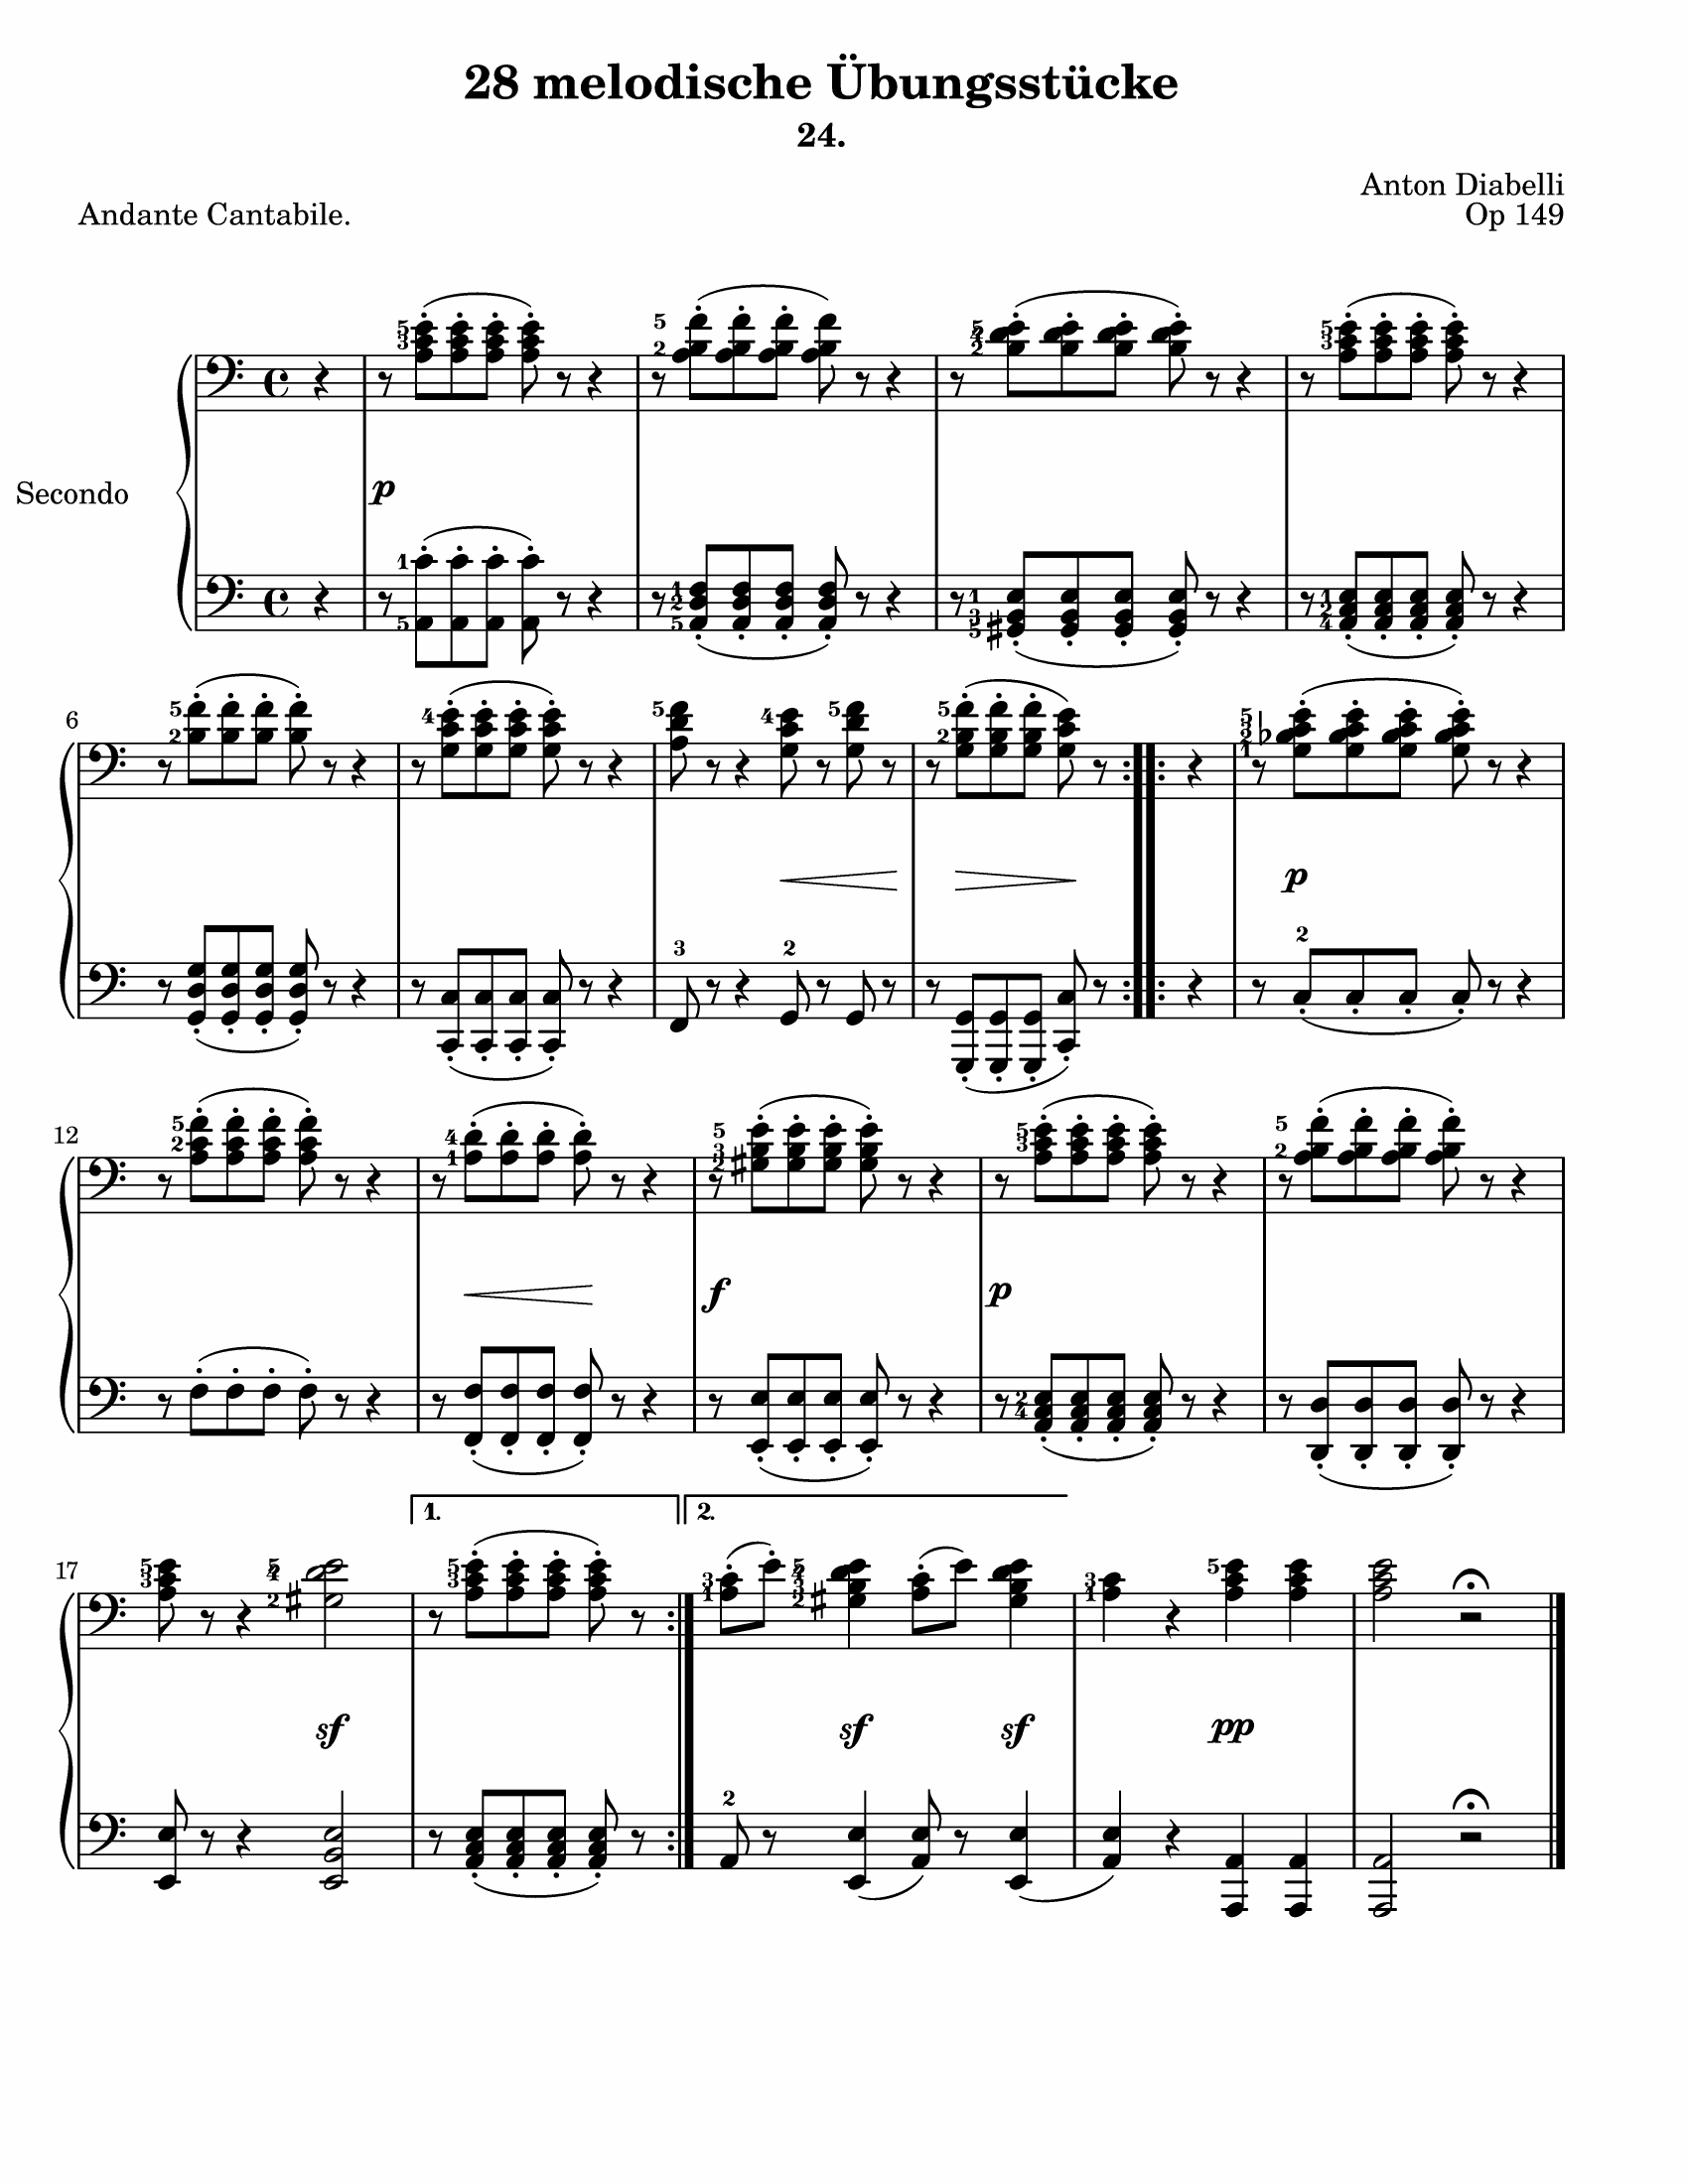 28 melodische Übungsstücke
24.
Anton Diabelli
Andante Cantabile.
Op 149
Secondo
p
6
p
12
f
p
17
1.
2.
sf
sf
sf
pp